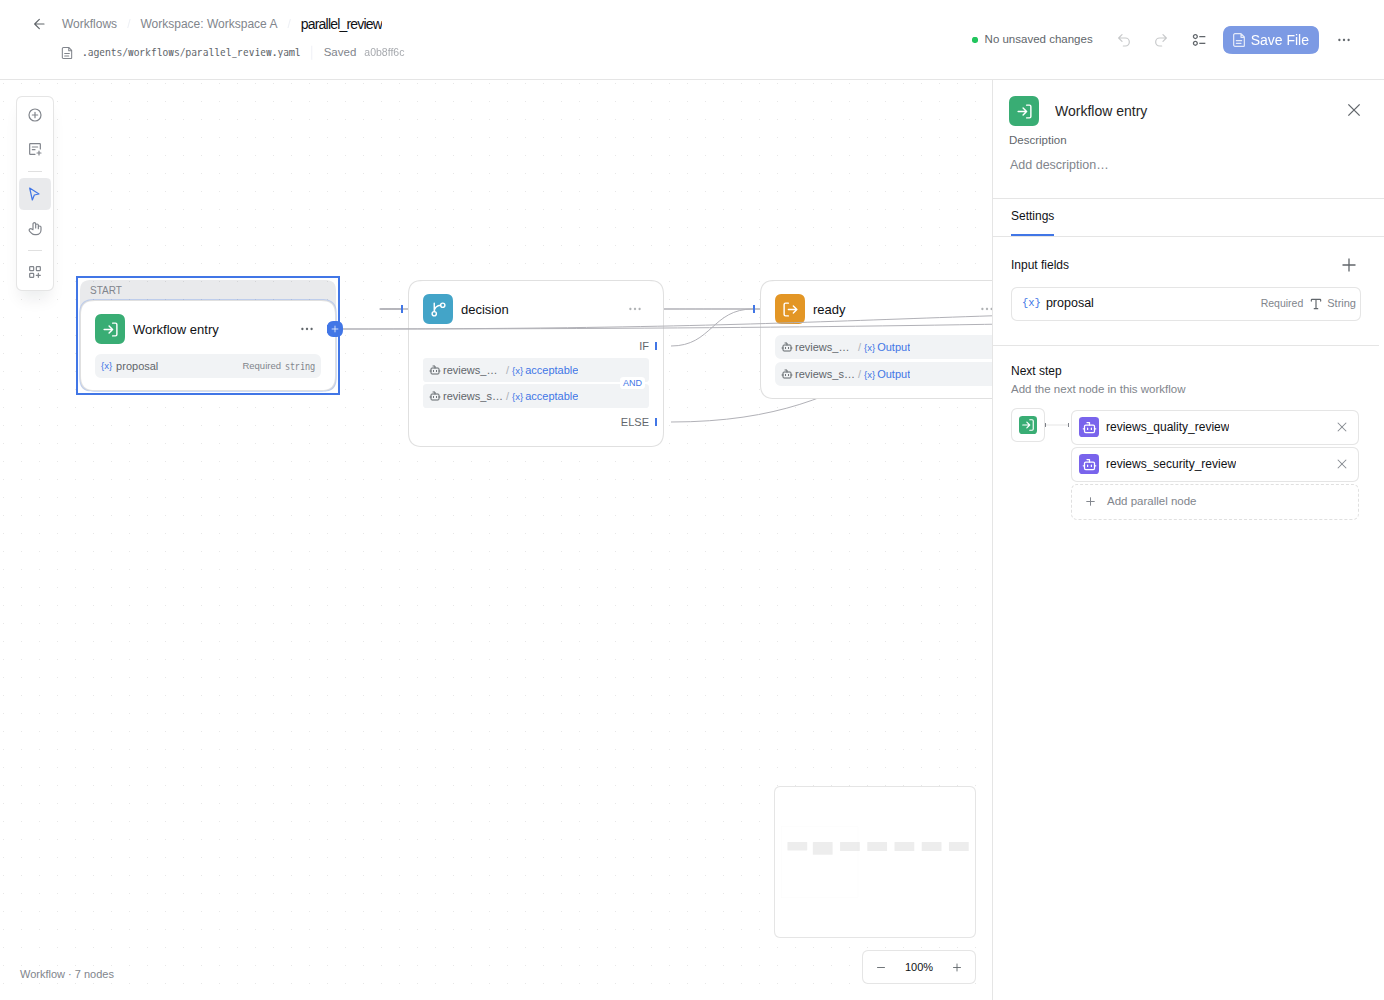 Workflows / Workspace: Workspace A / parallel_review
.agents/workflows/parallel_review.yaml Saved a0b8ff6c
No unsaved changes
Save File
START
Workflow entry
{x} proposal Required string
decision
IF
reviews_… / {x} acceptable
AND
reviews_s… / {x} acceptable
ELSE
ready
reviews_… / {x} Output
reviews_s… / {x} Output
Workflow · 7 nodes
100%
Workflow entry
Description
Add description…
Settings
Input fields
{x} proposal Required String
Next step
Add the next node in this workflow
reviews_quality_review
reviews_security_review
Add parallel node